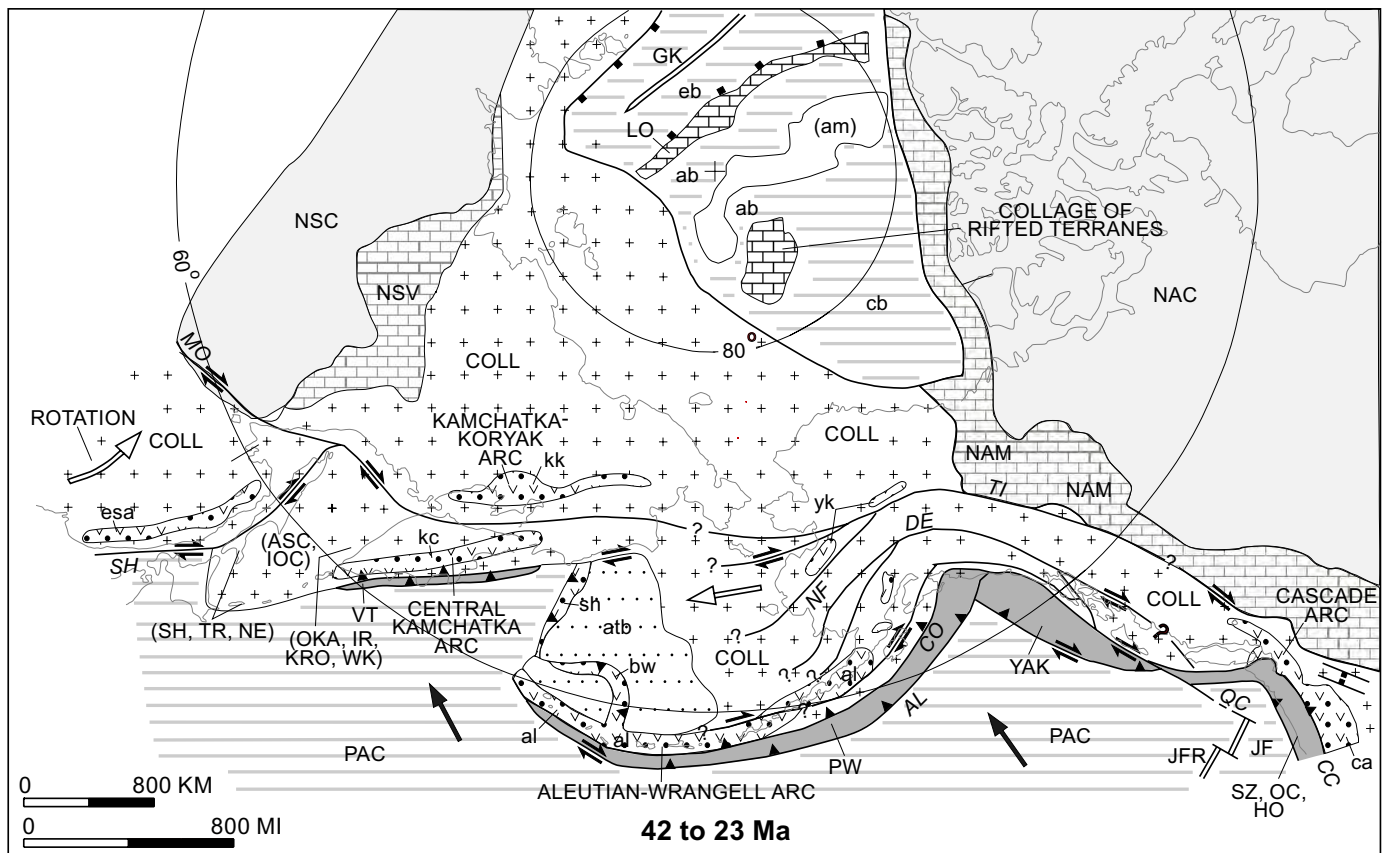 GK
eb
(am)
LO
ab
ab
NSC
COLLAGE OF
RIFTED TERRANES
60°
NSV
NAC
cb
MO
80°
COLL
ROTATION
COLL
KAMCHATKA-
KORYAK
ARC
kk
COLL
NAM
NAM
TI
yk
esa
(ASC,
IOC)
kc
?
DE
SH
?
?
VT
CENTRAL
KAMCHATKA
ARC
sh
NF
COLL
CASCADE
ARC
(SH, TR, NE)
(OKA, IR,
KRO, WK)
atb
?
CO
?
bw
COLL
? ?
al
YAK
al
al
?
?
AL
QC
PAC
PAC
PW
JFR
JF
CC
ca
0 800 KM
ALEUTIAN-WRANGELL ARC
SZ, OC,
HO
0 800 MI
42 to 23 Ma